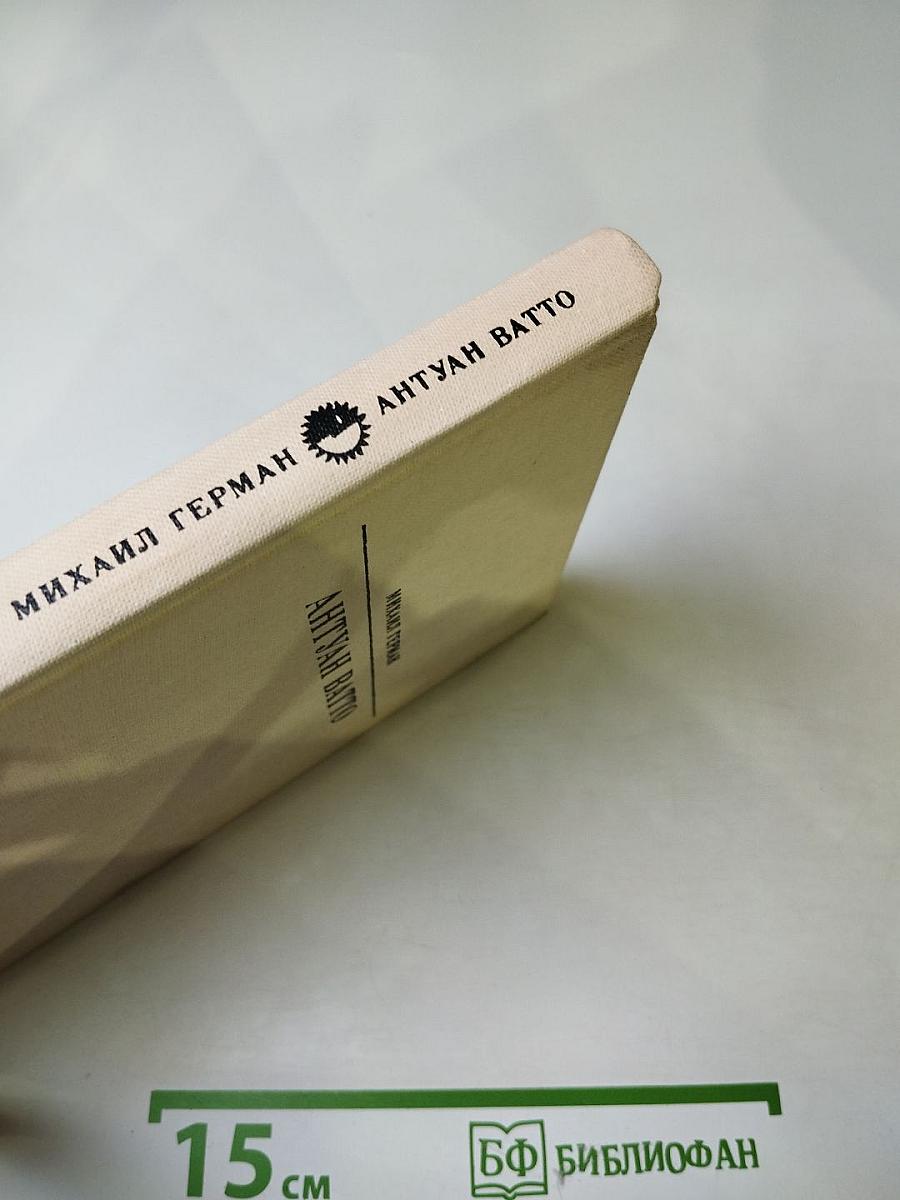 МИХАИЛ ГЕРМАН АНТУАН ВАТТО
МИХАИЛ ГЕРМАН
АНТУАН ВАТТО
15 см
БФ БИБЛИОФАН